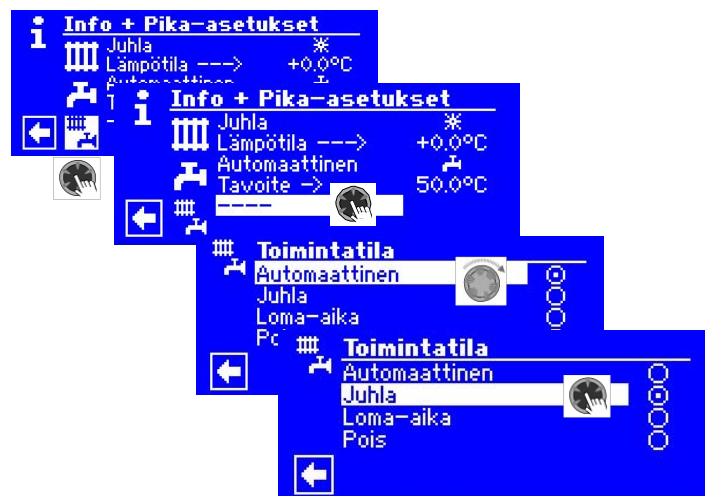 Info + Pika-asetukset
Juhla
Lämpötila ---> +0.0°C
Automaattinen
T
-
Info + Pika-asetukset
Juhla
Lämpötila ---> +0.0°C
Automaattinen
Tavoite -> 50.0°C
----
Toimintatila
Automaattinen
Juhla
Loma-aika
Po
Toimintatila
Automaattinen
Juhla
Loma-aika
Pois